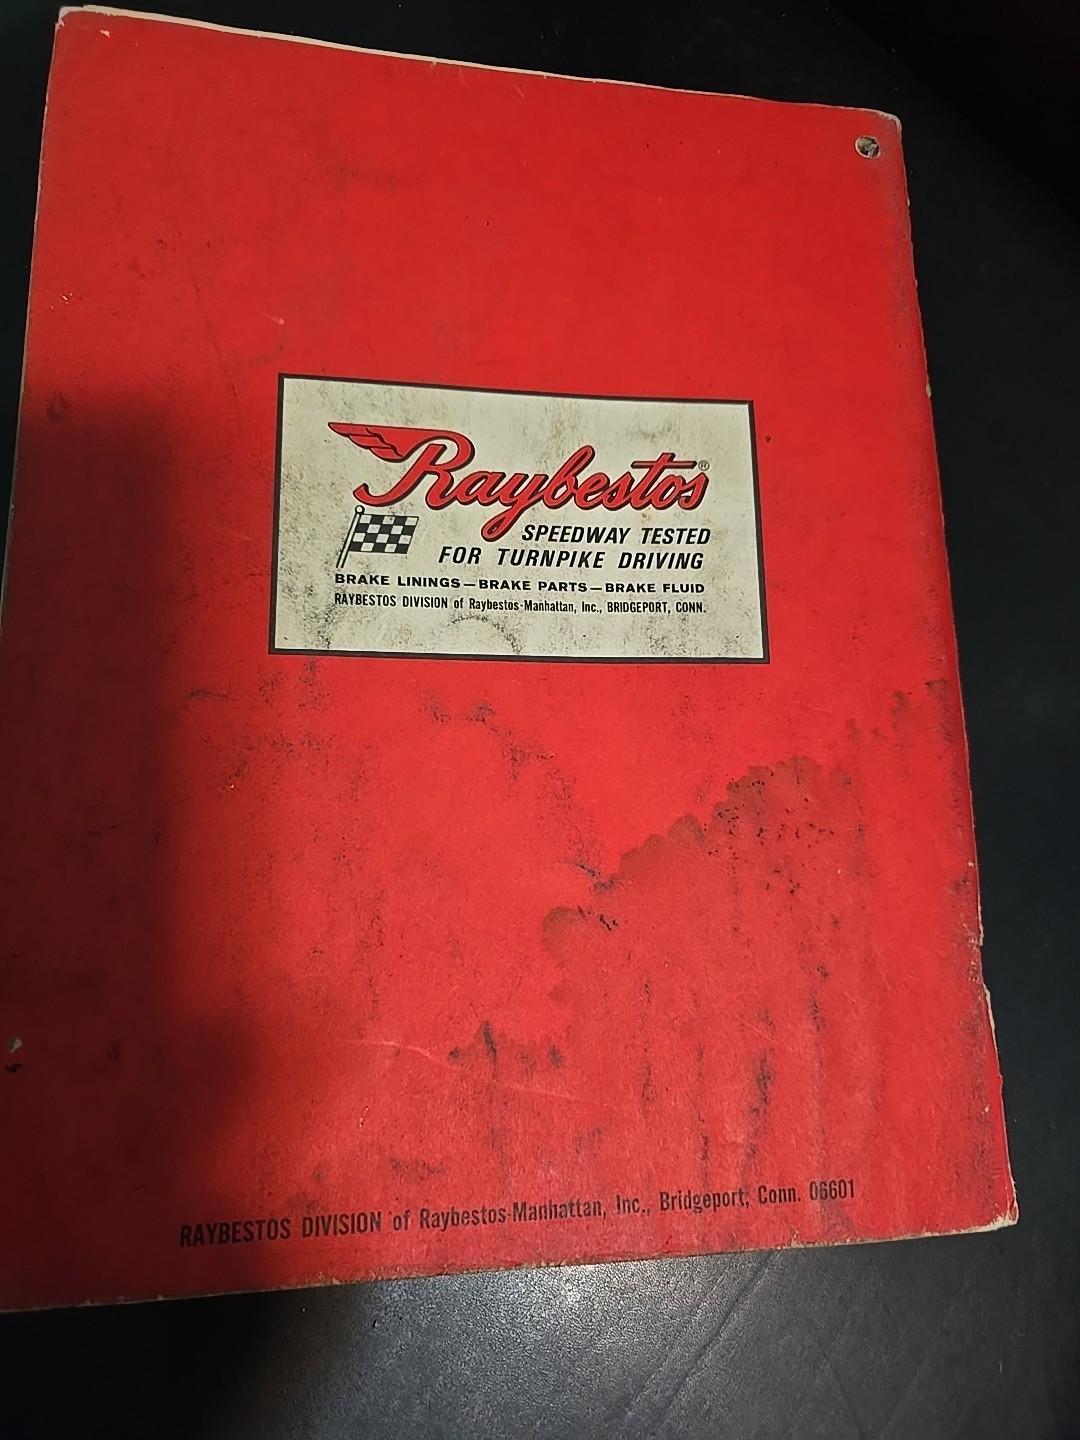 Raybestos®
SPEEDWAY TESTED
FOR TURNPIKE DRIVING
BRAKE LININGS—BRAKE PARTS—BRAKE FLUID
RAYBESTOS DIVISION of Raybestos-Manhattan, Inc., BRIDGEPORT, CONN.
RAYBESTOS DIVISION of Raybestos-Manhattan, Inc., Bridgeport, Conn. 06601